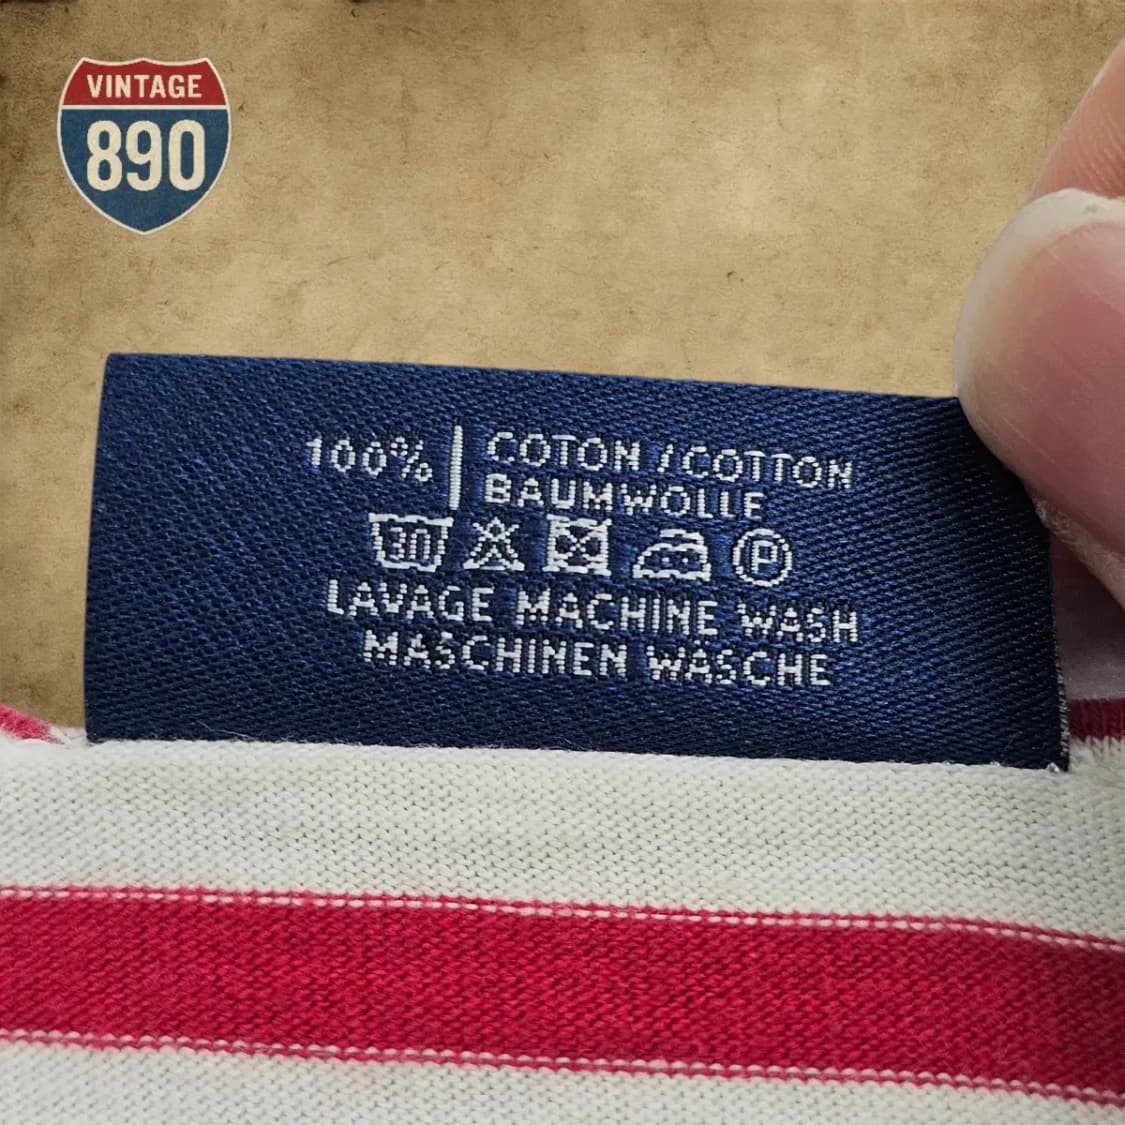 VINTAGE
890
100% COTON / COTTON
BAUMWOLLE
30 P
LAVAGE MACHINE WASH
MASCHINEN WASCHE